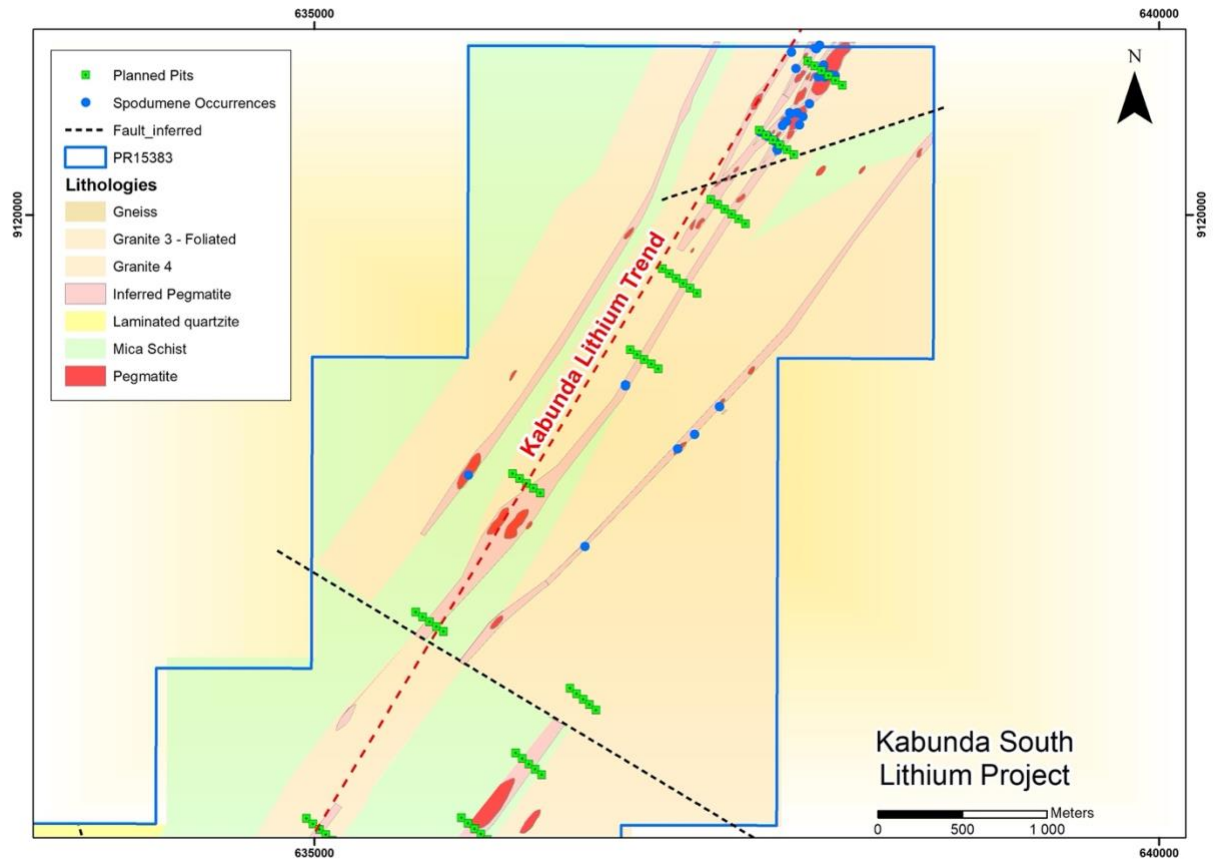 635000
640000
Planned Pits
Spodumene Occurrences
Fault_inferred
PR15383
Lithologies
Gneiss
Granite 3 - Foliated
Granite 4
Inferred Pegmatite
Laminated quartzite
Mica Schist
Pegmatite
N
9120000
9120000
Kabunda Lithium Trend
Kabunda South
Lithium Project
Meters
0 500 1 000
635000
640000